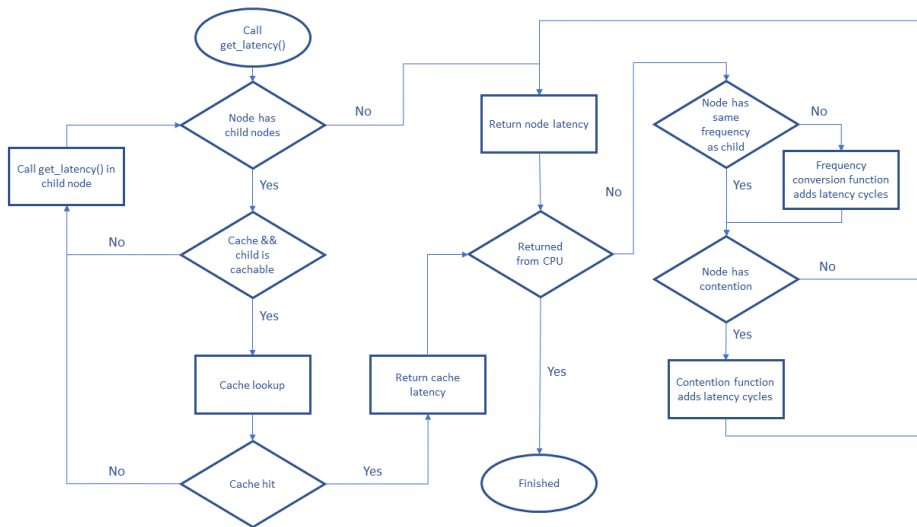 Call
get_latency()
Node has
child nodes
No
Yes
Call get_latency() in
child node
Cache &&
child is
cachable
No
Yes
Cache lookup
Cache hit
No
Yes
Return cache
latency
Return node latency
Returned
from CPU
No
Yes
Finished
Node has
same
frequency
as child
No
Yes
Frequency
conversion function
adds latency cycles
Node has
contention
No
Yes
Contention function
adds latency cycles